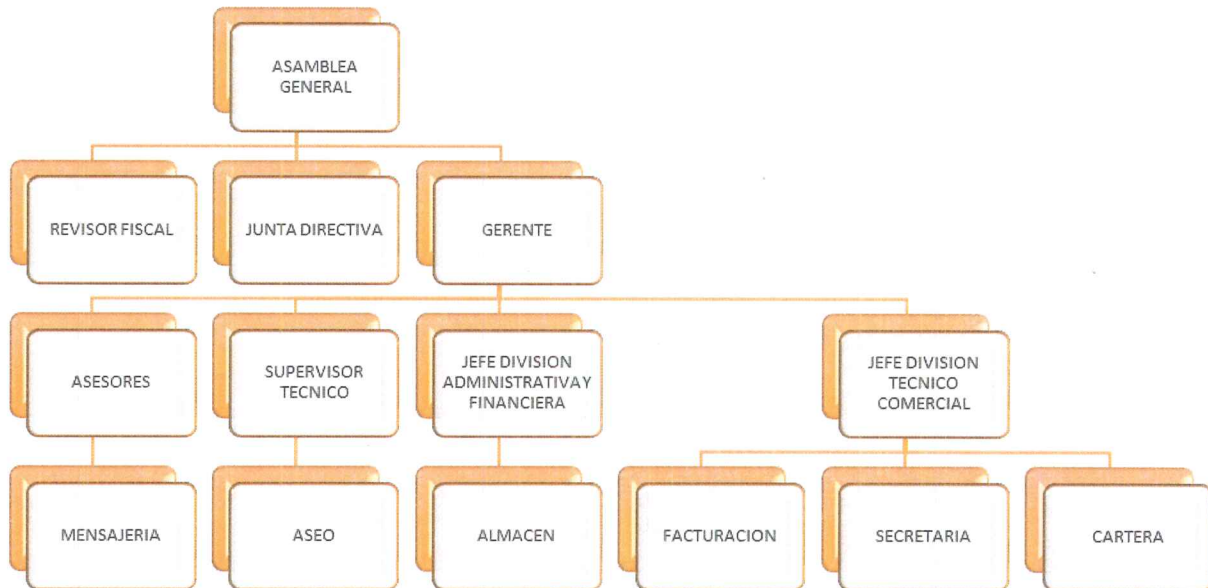 ASAMBLEA
GENERAL
REVISOR FISCAL
JUNTA DIRECTIVA
GERENTE
ASESORES
SUPERVISOR
TECNICO
JEFE DIVISION
ADMINISTRATIVA Y
FINANCIERA
JEFE DIVISION
TECNICO
COMERCIAL
MENSAJERIA
ASEO
ALMACEN
FACTURACION
SECRETARIA
CARTERA